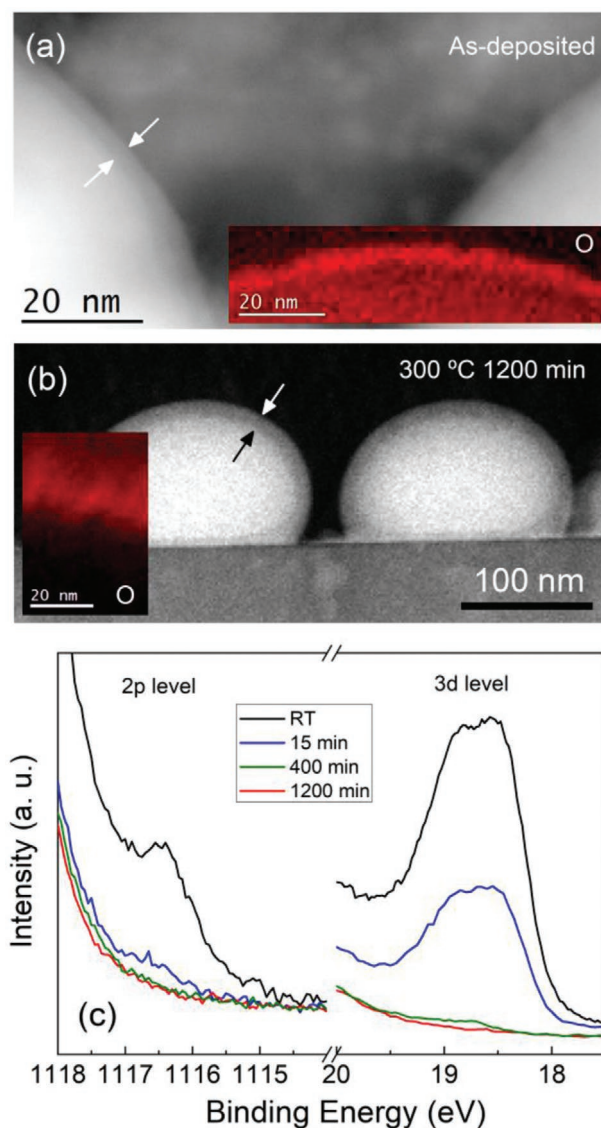 (a)
As-deposited
O
20 nm
20 nm
(b)
300 ºC 1200 min
20 nm
O
100 nm
2p level
3d level
RT
15 min
400 min
1200 min
Intensity (a. u.)
(c)
1118 1117 1116 1115 20 19 18
Binding Energy (eV)